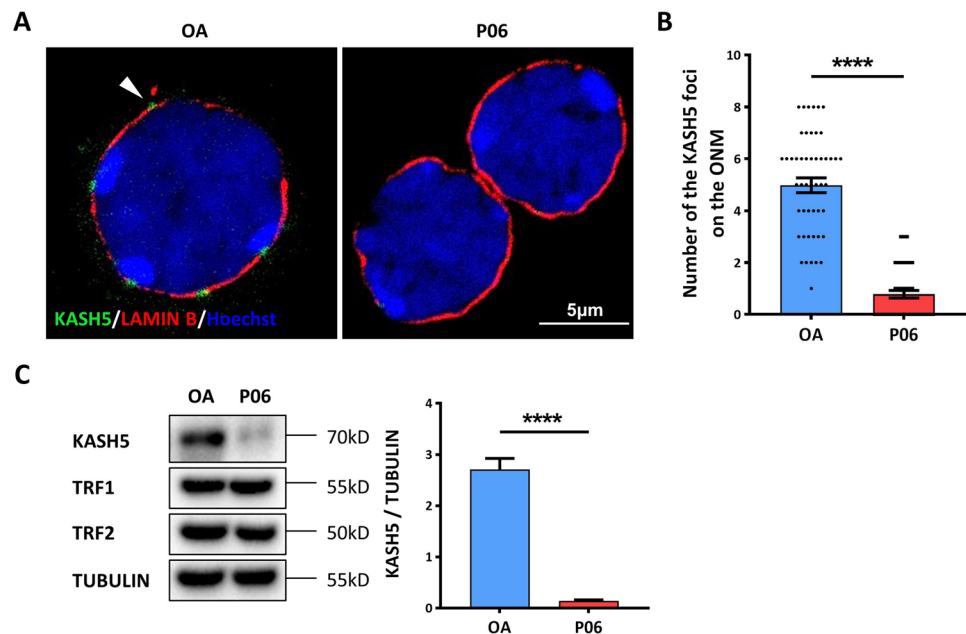 A
OA
P06
KASH5/LAMIN B/Hoechst
5μm
B
Number of the KASH5 foci
on the ONM
10
8
6
4
2
0
****
OA
P06
C
OA
P06
KASH5
70kD
TRF1
55kD
TRF2
50kD
TUBULIN
55kD
KASH5 / TUBULIN
4
3
2
1
0
****
OA
P06